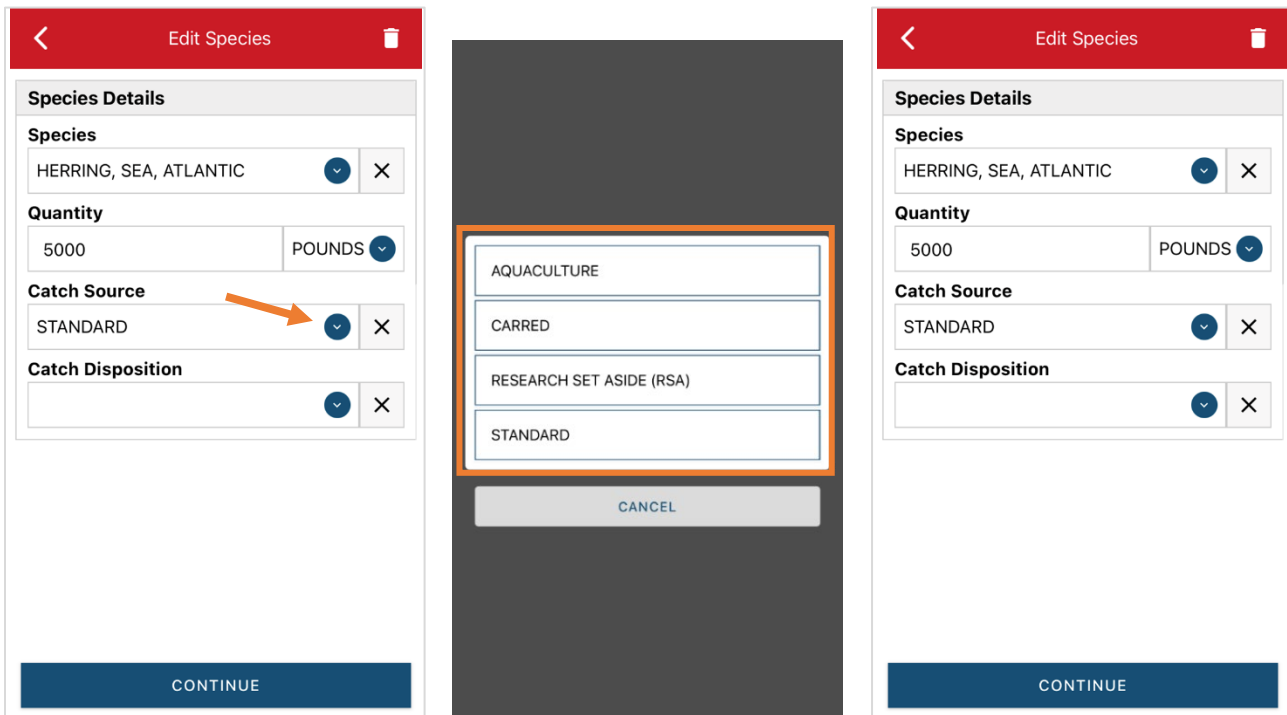 Edit Species
Species Details
Species
HERRING, SEA, ATLANTIC
Quantity
5000 POUNDS
Catch Source
STANDARD
Catch Disposition
CONTINUE
AQUACULTURE
CARRED
RESEARCH SET ASIDE (RSA)
STANDARD
CANCEL
Edit Species
Species Details
Species
HERRING, SEA, ATLANTIC
Quantity
5000 POUNDS
Catch Source
STANDARD
Catch Disposition
CONTINUE